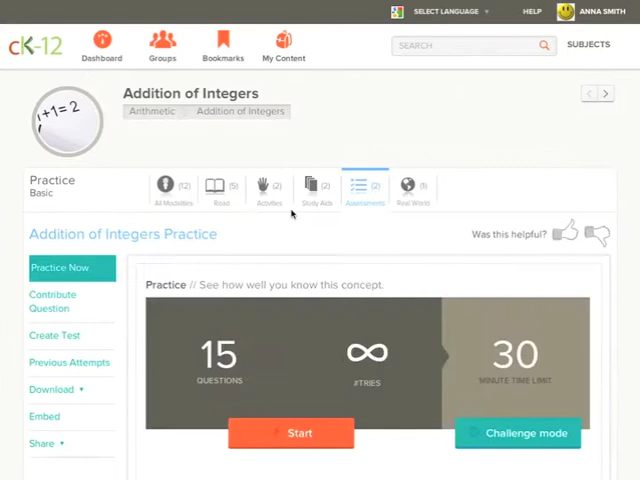 SELECT LANGUAGE ▾ HELP ANNA SMITH
cK-12 Dashboard Groups Bookmarks My Content SEARCH SUBJECTS
Addition of Integers
Arithmetic Addition of Integers
1+1=2
Practice
Basic
(12) (5) (2) (2) (2) (1)
All Modalities Read Activities Study Aids Assessments Real World
Addition of Integers Practice
Was this helpful?
Practice Now
Contribute
Question
Create Test
Previous Attempts
Download ▾
Embed
Share ▾
Practice // See how well you know this concept.
15 ∞ 30
QUESTIONS #TRIES MINUTE TIME LIMIT
Start Challenge mode